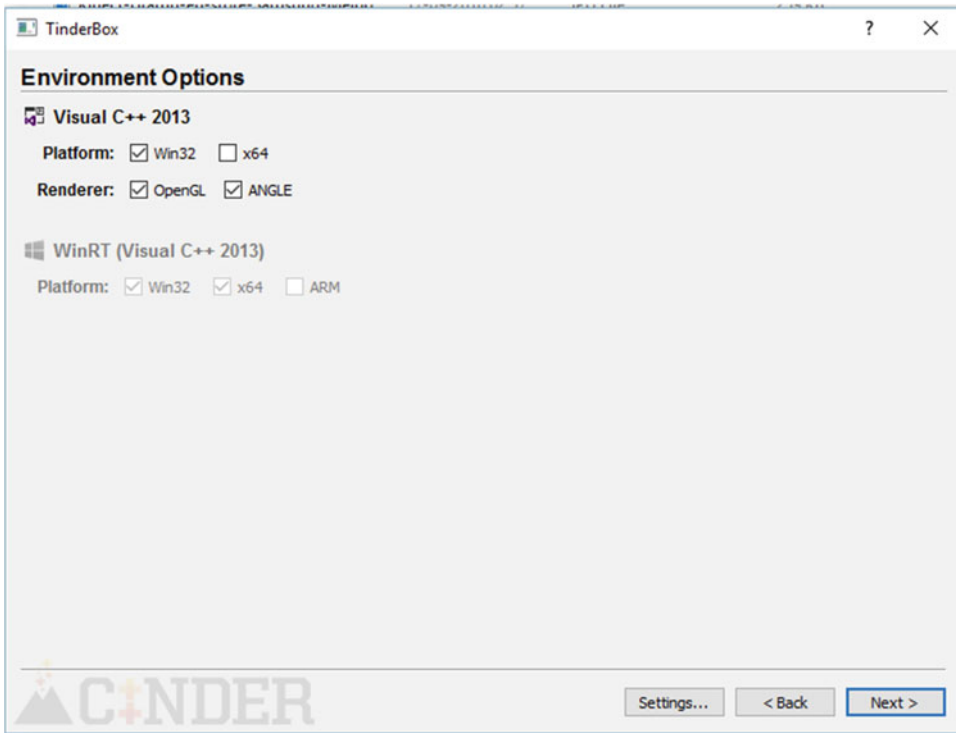 TinderBox ?
Environment Options
Visual C++ 2013
Platform: Win32 x64
Renderer: OpenGL ANGLE
WinRT (Visual C++ 2013)
Platform: Win32 x64 ARM
CINDER
Settings... < Back Next >